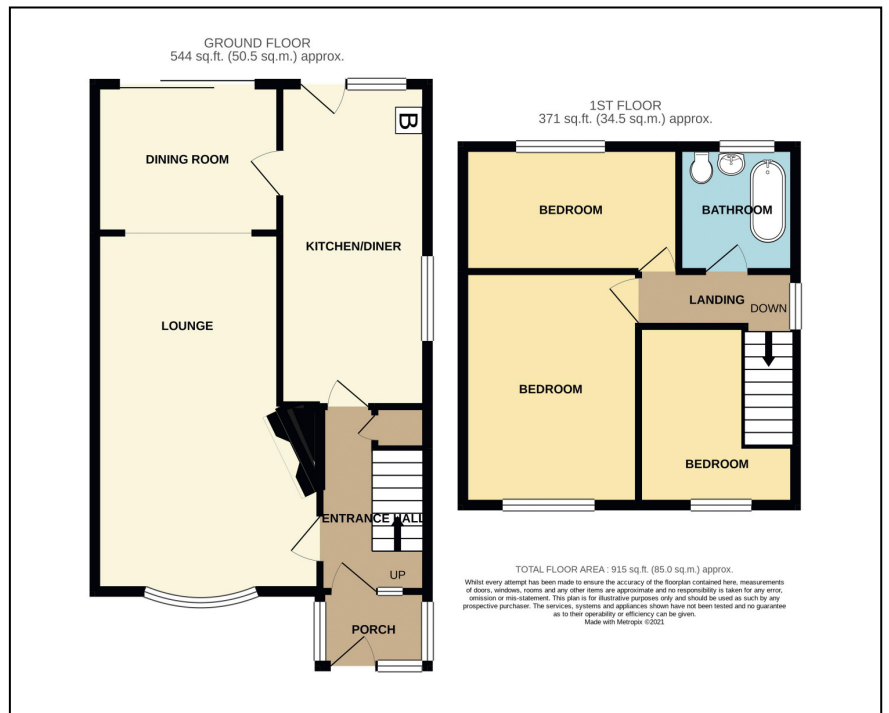 GROUND FLOOR
544 sq.ft. (50.5 sq.m.) approx.
DINING ROOM
B
KITCHEN/DINER
LOUNGE
ENTRANCE HALL
UP
PORCH
1ST FLOOR
371 sq.ft. (34.5 sq.m.) approx.
BEDROOM
BATHROOM
LANDING
DOWN
BEDROOM
BEDROOM
TOTAL FLOOR AREA : 915 sq.ft. (85.0 sq.m.) approx.
Whilst every attempt has been made to ensure the accuracy of the floorplan contained here, measurements
of doors, windows, rooms and any other items are approximate and no responsibility is taken for any error,
omission or mis-statement. This plan is for illustrative purposes only and should be used as such by any
prospective purchaser. The services, systems and appliances shown have not been tested and no guarantee
as to their operability or efficiency can be given.
Made with Metropix ©2021